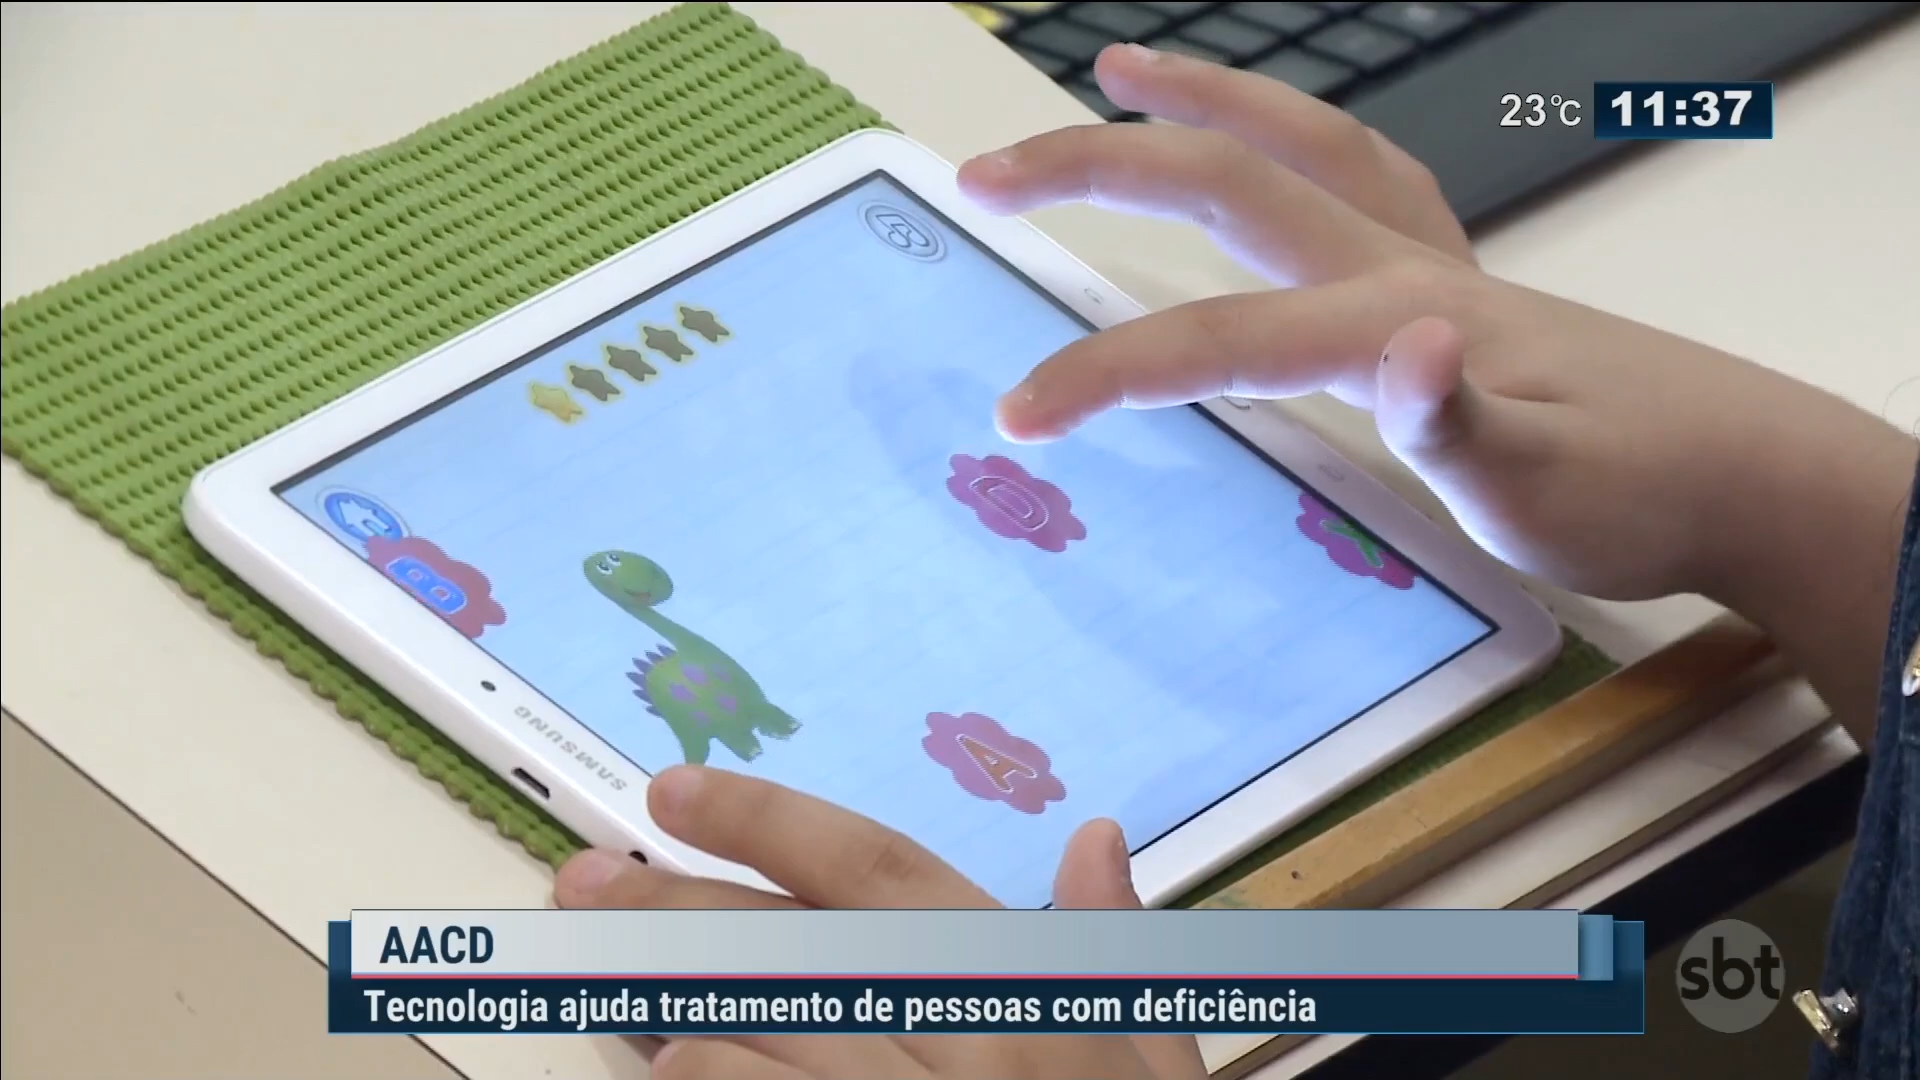 23°C 11:37
B
D
X
A
SAMSUNG
AACD
Tecnologia ajuda tratamento de pessoas com deficiência
sbt